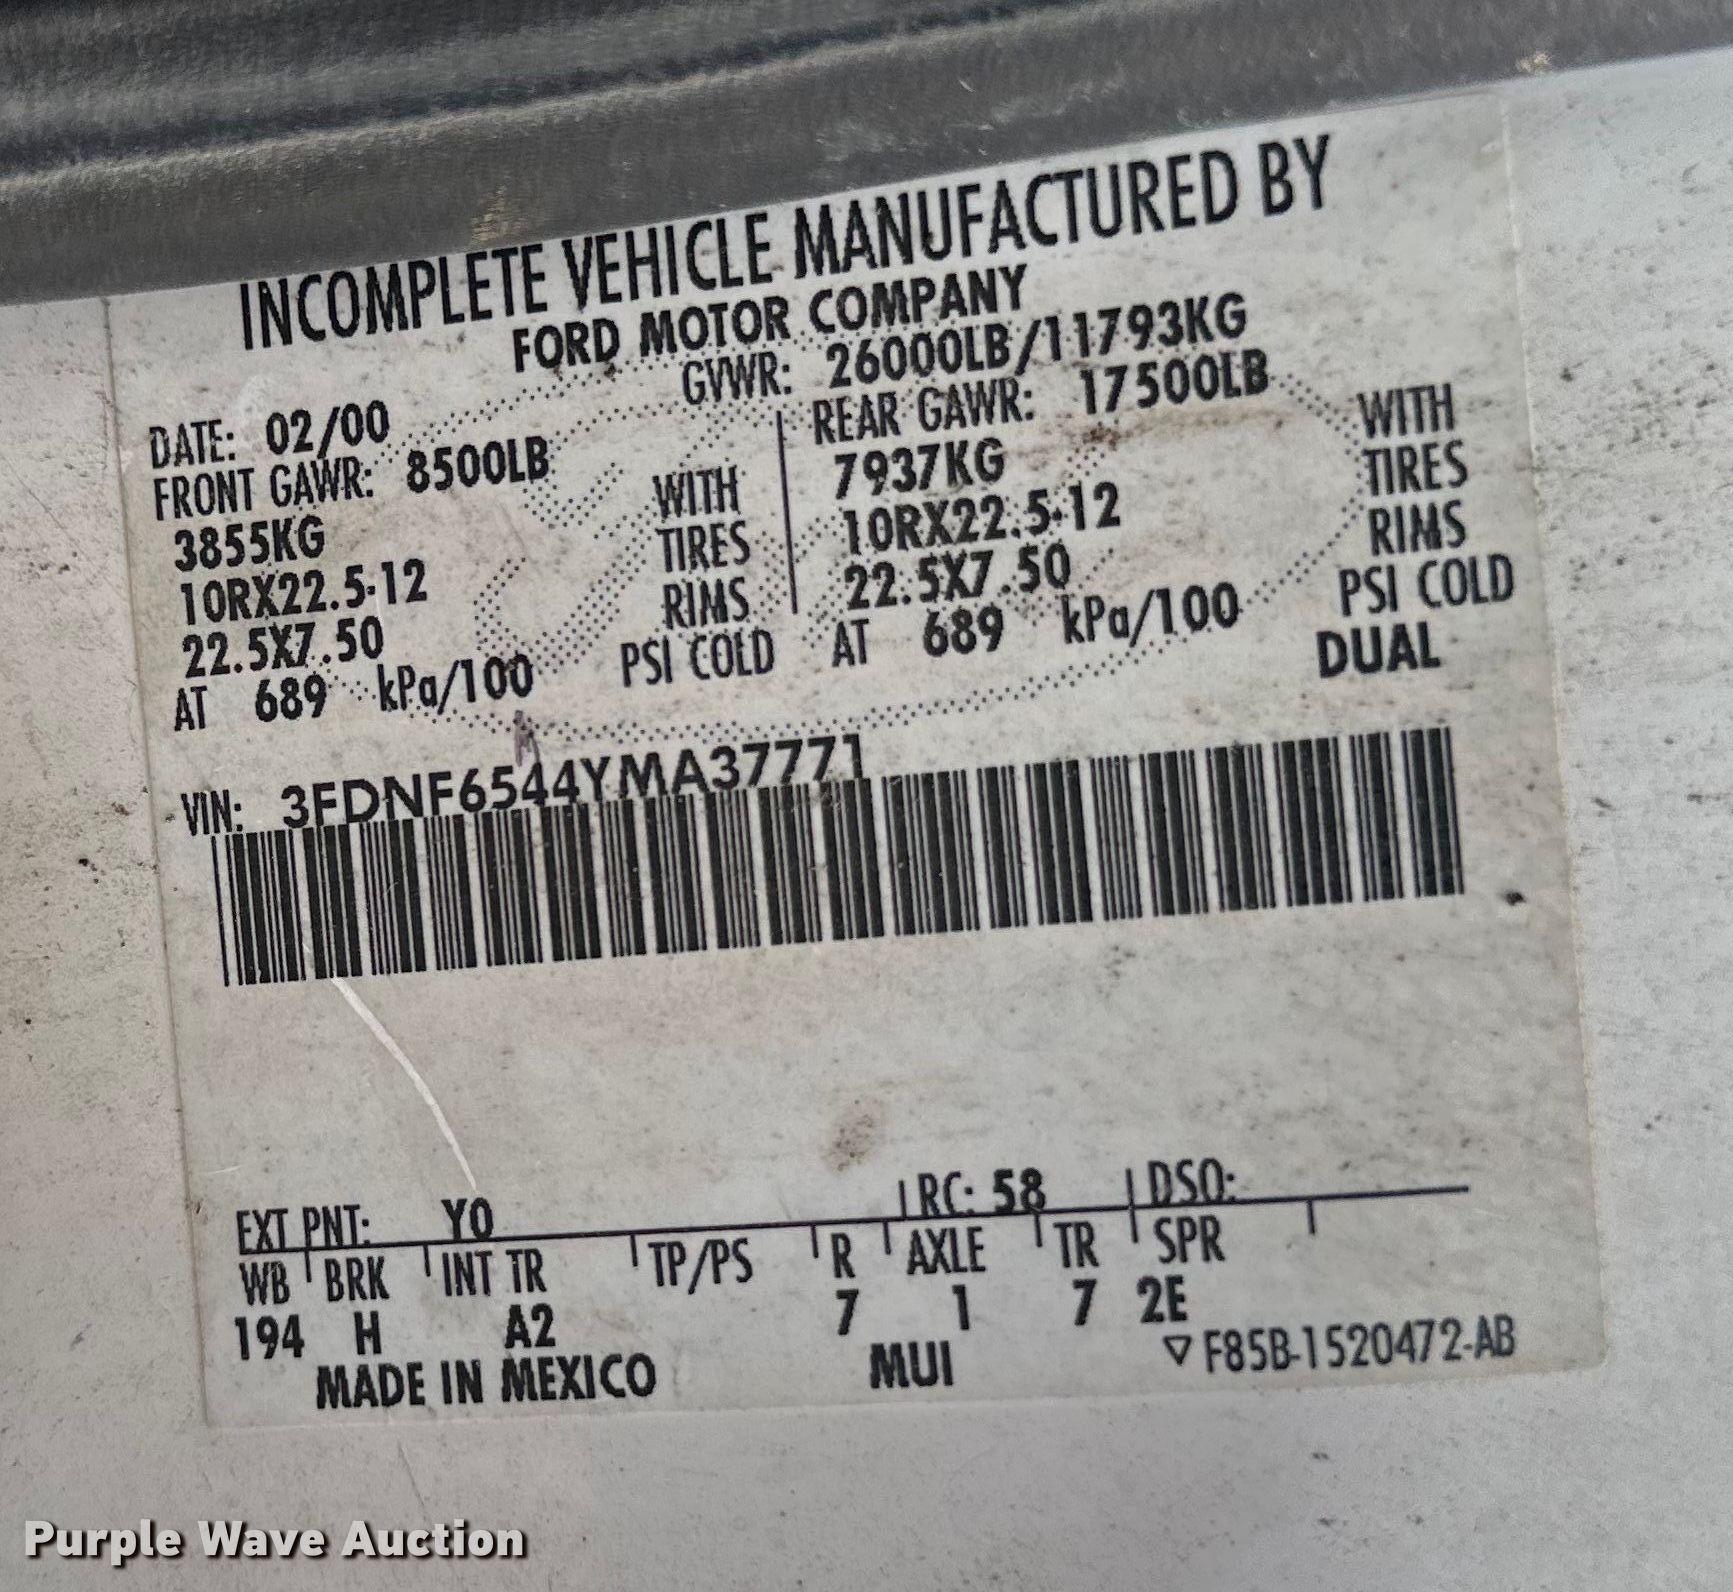 INCOMPLETE VEHICLE MANUFACTURED BY
FORD MOTOR COMPANY
DATE: 02/00 GVWR: 26000LB/11793KG
FRONT GAWR: 8500LB REAR GAWR: 17500LB
3855KG WITH 7937KG WITH
10RX22.5-12 TIRES 10RX22.5-12 TIRES
22.5X7.50 RIMS 22.5X7.50 RIMS
AT 689 kPa/100 PSI COLD AT 689 kPa/100 PSI COLD
DUAL
VIN: 3FDNF6544YMA37771
EXT PNT: YO RC: 58 DSO:
WB BRK INT TR TP/PS R AXLE TR SPR
194 H A2 7 1 7 2E
MADE IN MEXICO MUI ▽ F85B-1520472-AB
Purple Wave Auction